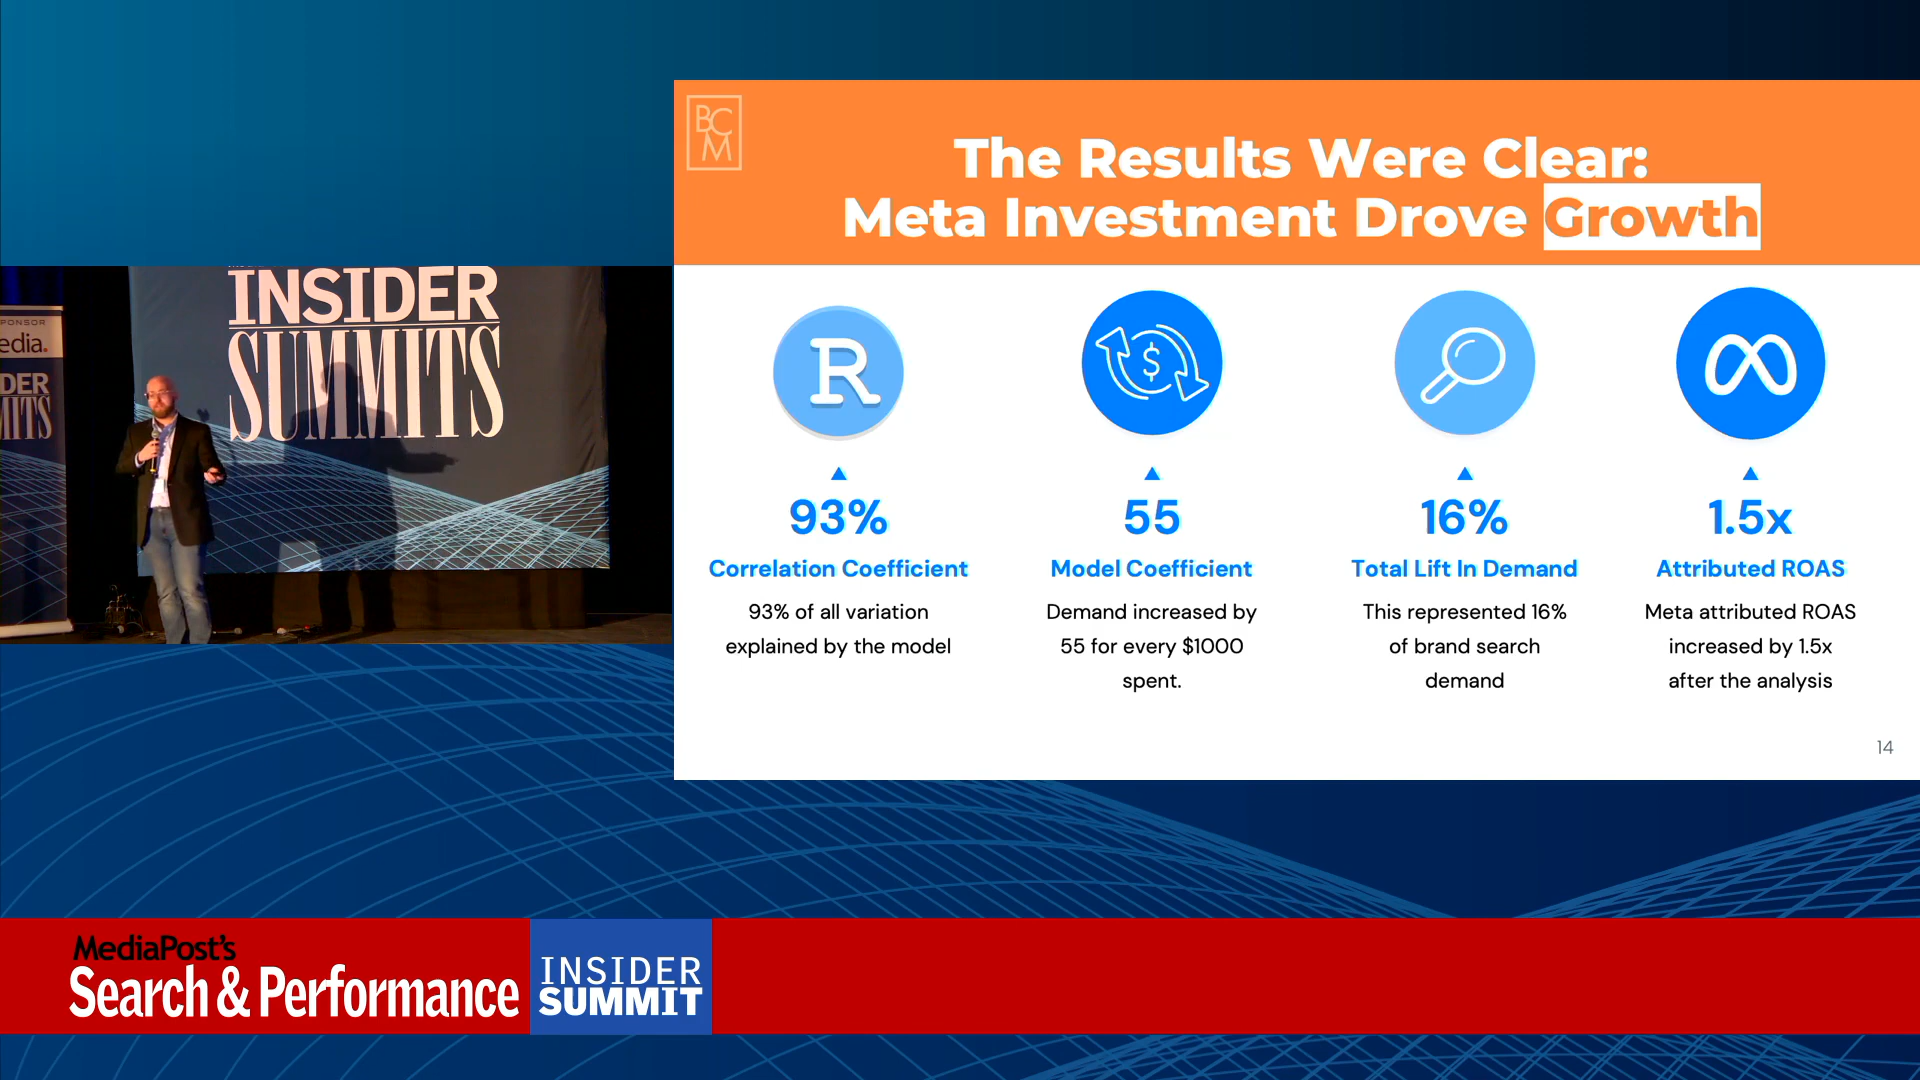 BCM
The Results Were Clear:
Meta Investment Drove Growth
R
$
93%
Correlation Coefficient
93% of all variation
explained by the model
55
Model Coefficient
Demand increased by
55 for every $1000
spent.
16%
Total Lift In Demand
This represented 16%
of brand search
demand
1.5x
Attributed ROAS
Meta attributed ROAS
increased by 1.5x
after the analysis
14
INSIDER
SUMMITS
PONSOR
edia.
DER
MITS
MediaPost's
Search & Performance
INSIDER
SUMMIT